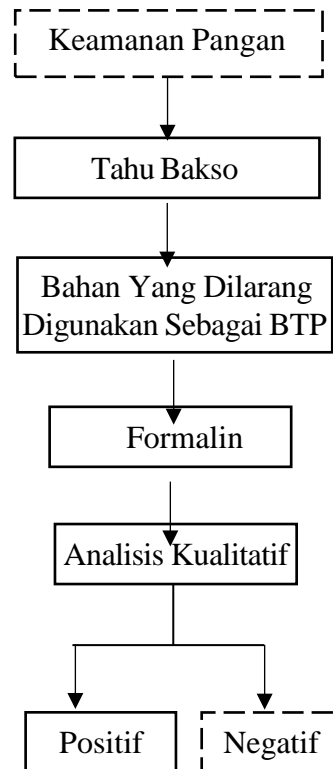 Keamanan Pangan
Tahu Bakso
Bahan Yang Dilarang
Digunakan Sebagai BTP
Formalin
Analisis Kualitatif
Positif
Negatif